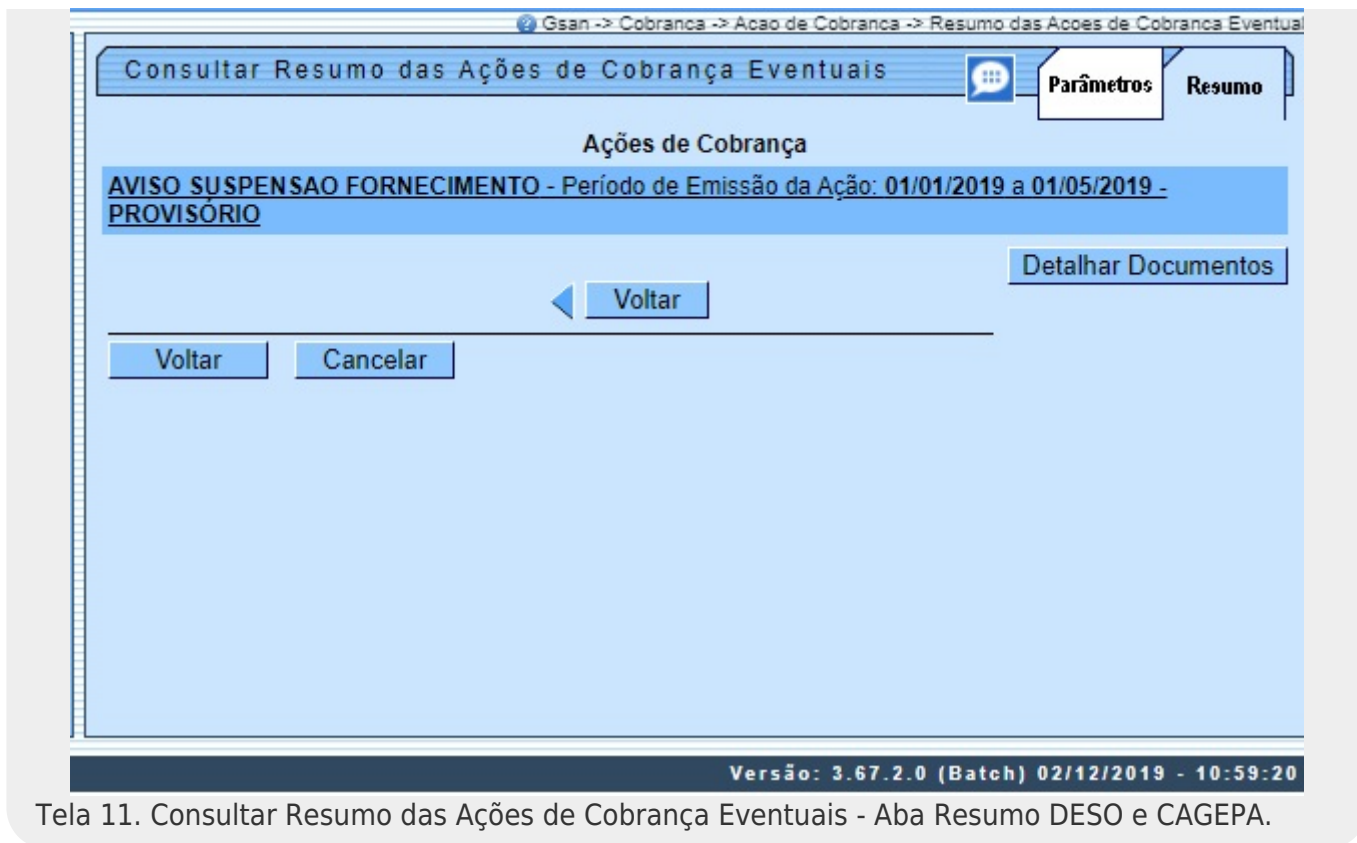 Gsan -> Cobranca -> Acao de Cobranca -> Resumo das Acoes de Cobranca Eventuai
Consultar Resumo das Ações de Cobrança Eventuais
Parâmetros
Resumo
Ações de Cobrança
AVISO SUSPENSAO FORNECIMENTO - Período de Emissão da Ação: 01/01/2019 a 01/05/2019 -
PROVISÓRIO
Detalhar Documentos
Voltar
Voltar Cancelar
Versão: 3.67.2.0 (Batch) 02/12/2019 - 10:59:20
Tela 11. Consultar Resumo das Ações de Cobrança Eventuais - Aba Resumo DESO e CAGEPA.